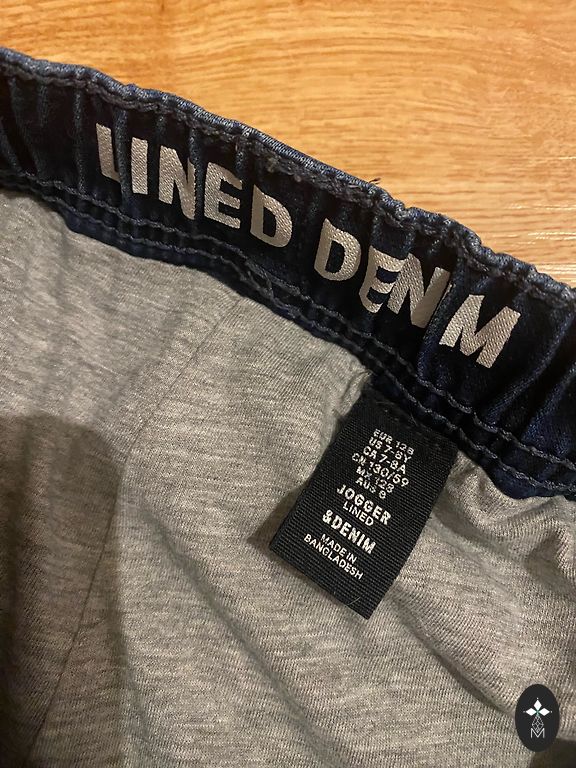 LINED DENIM
EUR 128
US 7-8Y
CA 7-8A
CN 130/59
MX 128
AUS 8
JOGGER
LINED
&DENIM
MADE IN
BANGLADESH
M